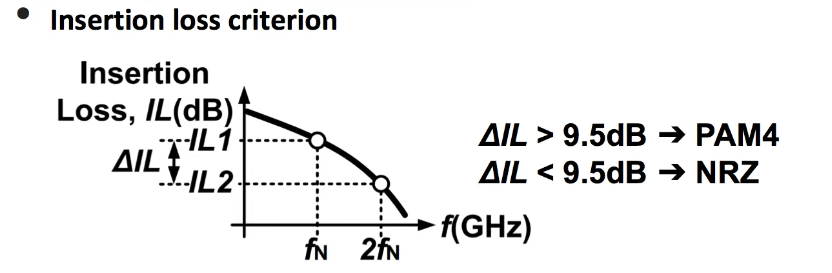 • Insertion loss criterion
Insertion
Loss, IL(dB)
IL1
ΔIL
IL2
ΔIL > 9.5dB ➔ PAM4
ΔIL < 9.5dB ➔ NRZ
f(GHz)
fN 2fN